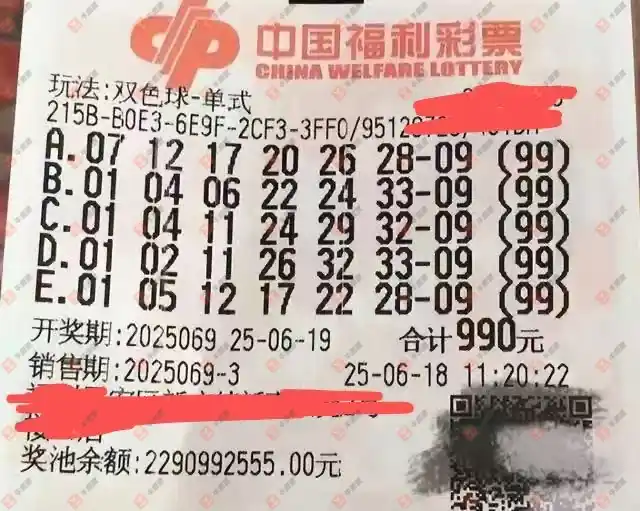 中国福利彩票
CHINA WELFARE LOTTERY
玩法:双色球-单式
215B-B0E3-6E9F-2CF3-3FF0/95128
A.07 12 17 20 26 28-09 (99)
B.01 04 06 22 24 33-09 (99)
C.01 04 11 24 29 32-09 (99)
D.01 02 11 26 32 33-09 (99)
E.01 05 12 17 22 28-09 (99)
开奖期:2025069 25-06-19 合计990元
销售期:2025069-3 25-06-18 11:20:22
奖池余额:2290992555.00元